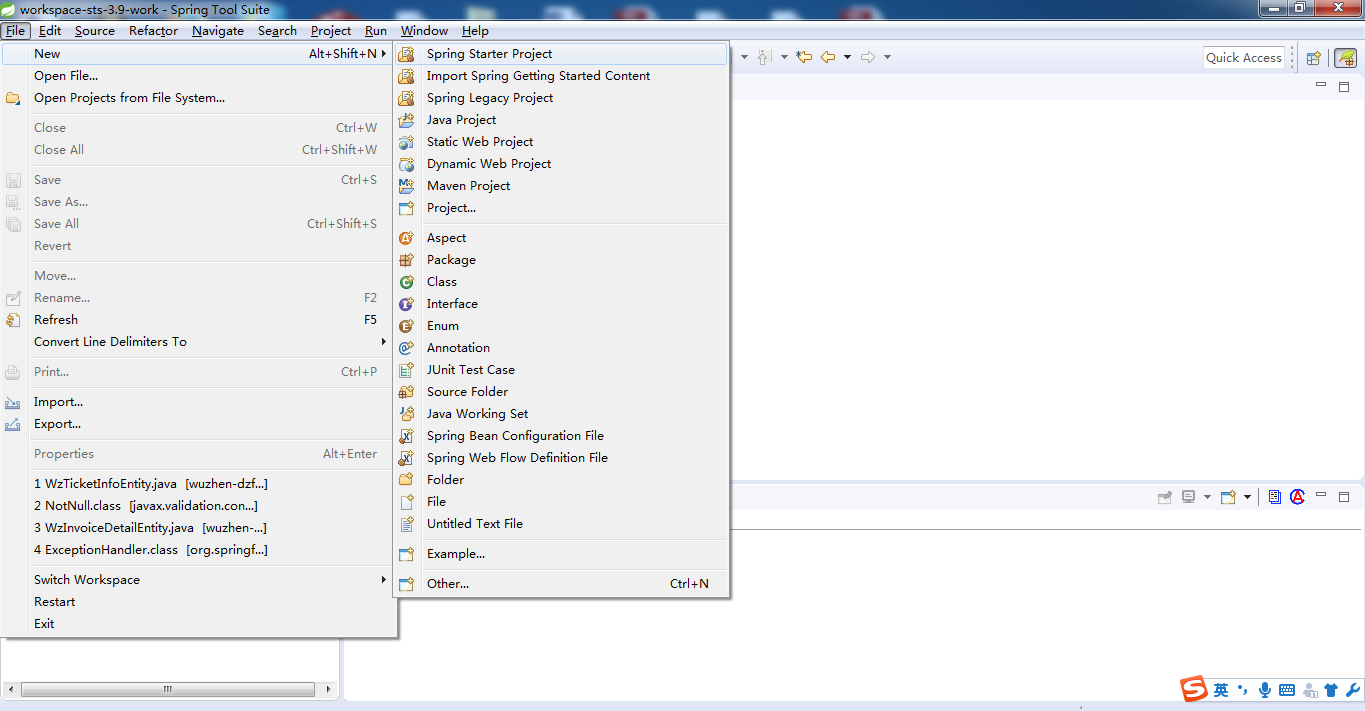 workspace-sts-3.9-work - Spring Tool Suite
File Edit Source Refactor Navigate Search Project Run Window Help
New Alt+Shift+N
Open File...
Open Projects from File System...
Close Ctrl+W
Close All Ctrl+Shift+W
Save Ctrl+S
Save As...
Save All Ctrl+Shift+S
Revert
Move...
Rename... F2
Refresh F5
Convert Line Delimiters To
Print... Ctrl+P
Import...
Export...
Properties Alt+Enter
1 WzTicketInfoEntity.java [wuzhen-dzf...]
2 NotNull.class [javax.validation.con...]
3 WzInvoiceDetailEntity.java [wuzhen-...]
4 ExceptionHandler.class [org.springf...]
Switch Workspace
Restart
Exit
Spring Starter Project
Import Spring Getting Started Content
Spring Legacy Project
Java Project
Static Web Project
Dynamic Web Project
Maven Project
Project...
Aspect
Package
Class
Interface
Enum
Annotation
JUnit Test Case
Source Folder
Java Working Set
Spring Bean Configuration File
Spring Web Flow Definition File
Folder
File
Untitled Text File
Example...
Other... Ctrl+N
Quick Access
英